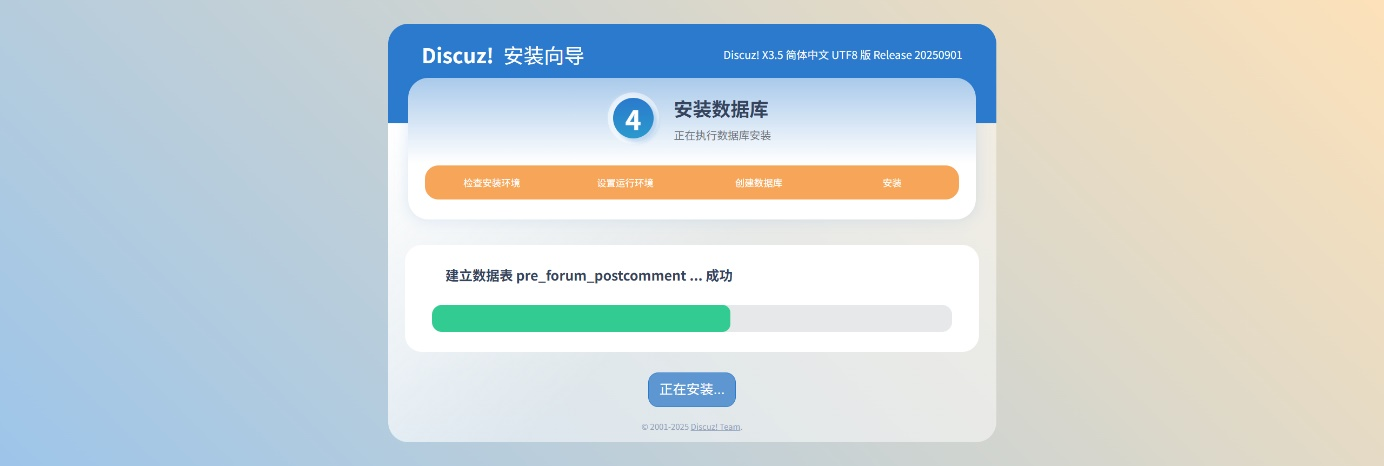 Discuz! 安装向导
Discuz! X3.5 简体中文 UTF8 版 Release 20250901
4
安装数据库
正在执行数据库安装
检查安装环境 设置运行环境 创建数据库 安装
建立数据表 pre_forum_postcomment ... 成功
正在安装...
© 2001-2025 Discuz! Team.